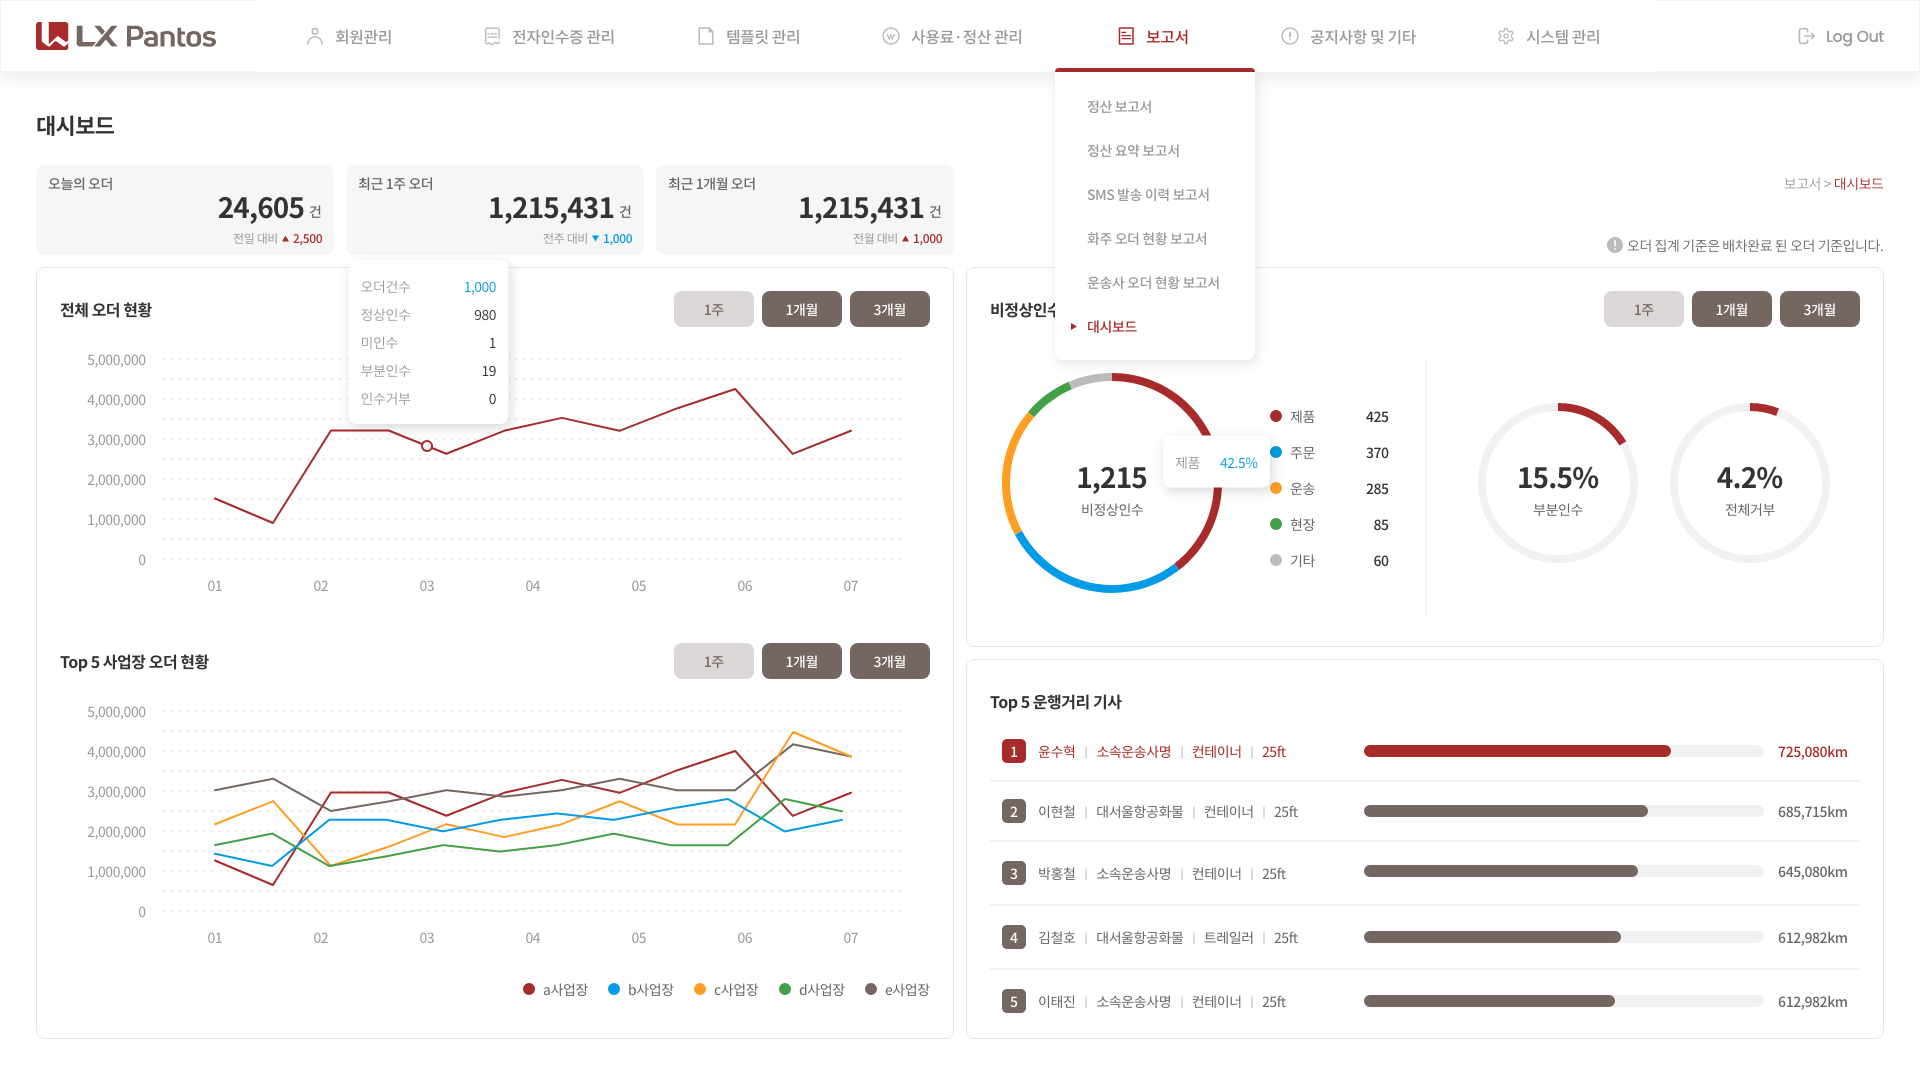 LX Pantos
회원관리
전자인수증 관리
템플릿 관리
사용료·정산 관리
보고서
공지사항 및 기타
시스템 관리
Log Out
정산 보고서
정산 요약 보고서
SMS 발송 이력 보고서
화주 오더 현황 보고서
운송사 오더 현황 보고서
대시보드
대시보드
보고서 > 대시보드
오늘의 오더
24,605 건
전일 대비 ▲ 2,500
최근 1주 오더
1,215,431 건
전주 대비 ▼ 1,000
최근 1개월 오더
1,215,431 건
전월 대비 ▲ 1,000
! 오더 집계 기준은 배차완료 된 오더 기준입니다.
오더건수 1,000
정상인수 980
미인수 1
부분인수 19
인수거부 0
전체 오더 현황
1주 1개월 3개월
5,000,000
4,000,000
3,000,000
2,000,000
1,000,000
0
01 02 03 04 05 06 07
Top 5 사업장 오더 현황
1주 1개월 3개월
5,000,000
4,000,000
3,000,000
2,000,000
1,000,000
0
01 02 03 04 05 06 07
a사업장 b사업장 c사업장 d사업장 e사업장
비정상인수
1주 1개월 3개월
1,215
비정상인수
제품 42.5%
제품 425
주문 370
운송 285
현장 85
기타 60
15.5%
부분인수
4.2%
전체거부
Top 5 운행거리 기사
1 윤수혁 | 소속운송사명 | 컨테이너 | 25ft 725,080km
2 이현철 | 대서울항공화물 | 컨테이너 | 25ft 685,715km
3 박홍철 | 소속운송사명 | 컨테이너 | 25ft 645,080km
4 김철호 | 대서울항공화물 | 트레일러 | 25ft 612,982km
5 이태진 | 소속운송사명 | 컨테이너 | 25ft 612,982km